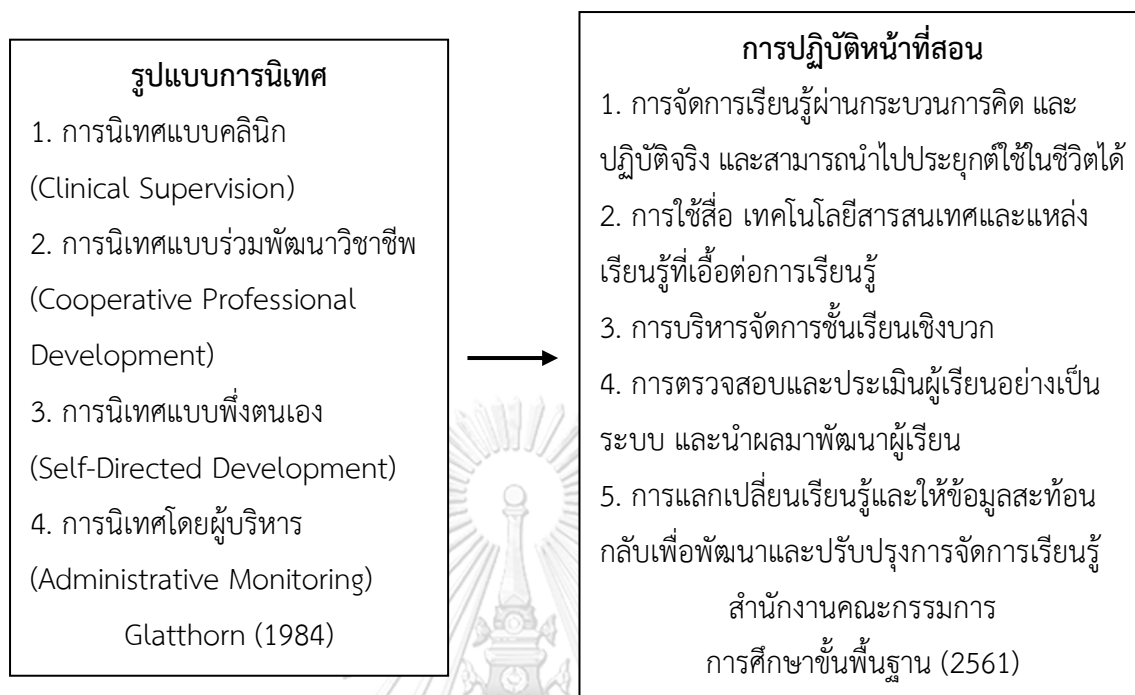 รูปแบบการนิเทศ
1. การนิเทศแบบคลินิก
(Clinical Supervision)
2. การนิเทศแบบร่วมพัฒนาวิชาชีพ
(Cooperative Professional
Development)
3. การนิเทศแบบพึ่งตนเอง
(Self-Directed Development)
4. การนิเทศโดยผู้บริหาร
(Administrative Monitoring)
Glatthorn (1984)
การปฏิบัติหน้าที่สอน
1. การจัดการเรียนรู้ผ่านกระบวนการคิด และ
ปฏิบัติจริง และสามารถนำไปประยุกต์ใช้ในชีวิตได้
2. การใช้สื่อ เทคโนโลยีสารสนเทศและแหล่ง
เรียนรู้ที่เอื้อต่อการเรียนรู้
3. การบริหารจัดการชั้นเรียนเชิงบวก
4. การตรวจสอบและประเมินผู้เรียนอย่างเป็น
ระบบ และนำผลมาพัฒนาผู้เรียน
5. การแลกเปลี่ยนเรียนรู้และให้ข้อมูลสะท้อน
กลับเพื่อพัฒนาและปรับปรุงการจัดการเรียนรู้
สำนักงานคณะกรรมการ
การศึกษาขั้นพื้นฐาน (2561)